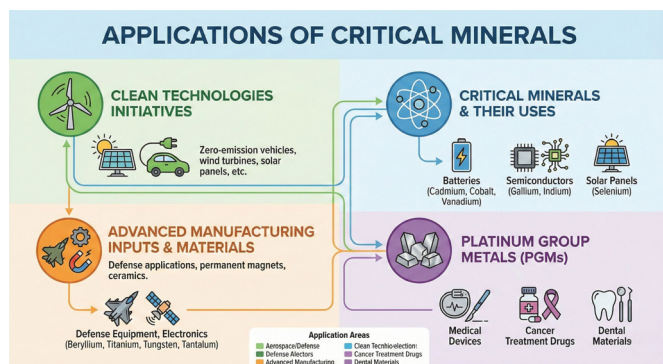 APPLICATIONS OF CRITICAL MINERALS
CLEAN TECHNOLOGIES
INITIATIVES
Zero-emission vehicles,
wind turbines, solar
panels, etc.
CRITICAL MINERALS
& THEIR USES
Batteries
(Cadmium, Cobalt,
Vanadium)
Semiconductors
(Gallium, Indium)
Solar Panels
(Selenium)
ADVANCED MANUFACTURING
INPUTS & MATERIALS
Defense applications, permanent magnets,
ceramics.
Defense Equipment, Electronics
(Beryllium, Titanium, Tungsten, Tantalum)
PLATINUM GROUP
METALS (PGMs)
Medical
Devices
Cancer
Treatment Drugs
Dental
Materials
Application Areas
Aerospace/Defense
Defense Alectors
Advanced Manufacturing
Clean Techhio-election:
Cancer Treatment Drugs
Dental Materials